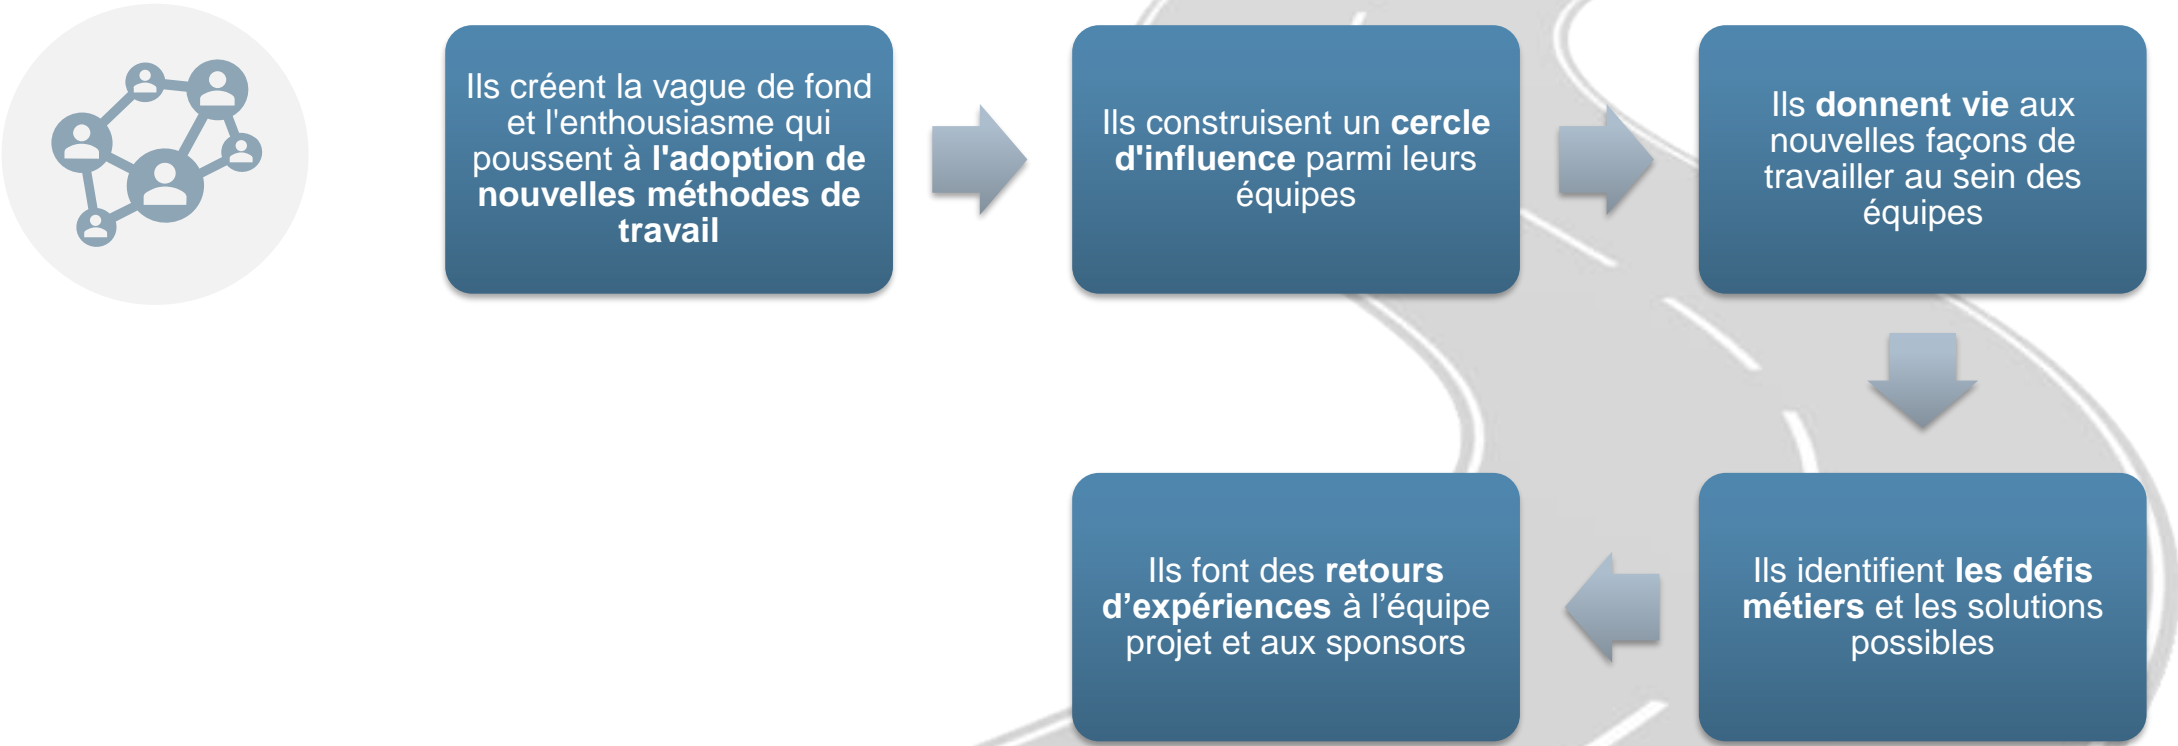 Ils créent la vague de fond
et l'enthousiasme qui
poussent à l'adoption de
nouvelles méthodes de
travail
Ils construisent un cercle
d'influence parmi leurs
équipes
Ils donnent vie aux
nouvelles façons de
travailler au sein des
équipes
Ils identifient les défis
métiers et les solutions
possibles
Ils font des retours
d’expériences à l’équipe
projet et aux sponsors